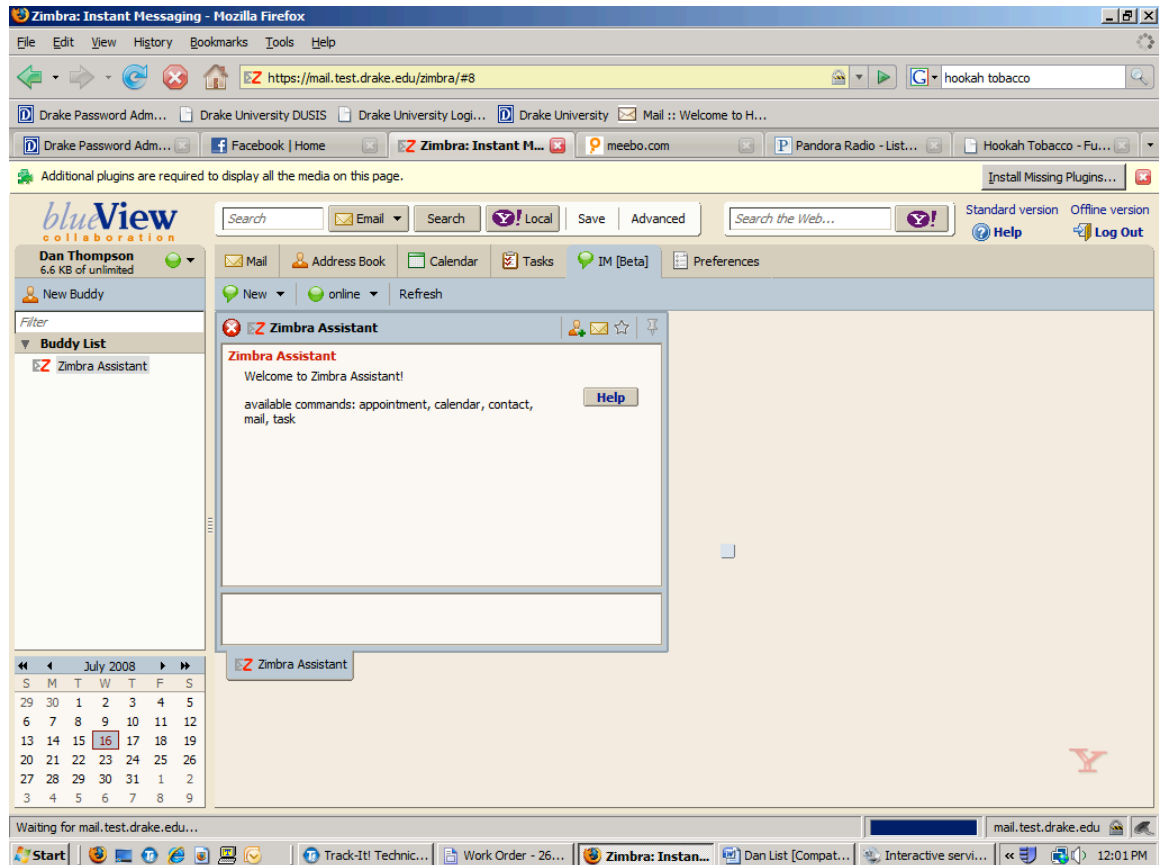 Zimbra: Instant Messaging - Mozilla Firefox
File Edit View History Bookmarks Tools Help
https://mail.test.drake.edu/zimbra/#8 G hookah tobacco
D Drake Password Adm... Drake University DUSIS Drake University Logi... D Drake University Mail :: Welcome to H...
D Drake Password Adm... Facebook | Home Zimbra: Instant M... meebo.com P Pandora Radio - List... Hookah Tobacco - Fu...
Additional plugins are required to display all the media on this page. Install Missing Plugins...
blueView
collaboration
Search Email Search Y! Local Save Advanced Search the Web... Y!
Standard version Offline version
Help Log Out
Dan Thompson
6.6 KB of unlimited
Mail Address Book Calendar Tasks IM [Beta] Preferences
New Buddy New online Refresh
Filter
Buddy List
Zimbra Assistant
Zimbra Assistant
Zimbra Assistant
Welcome to Zimbra Assistant!
Help
available commands: appointment, calendar, contact,
mail, task
Zimbra Assistant
July 2008
S M T W T F S
29 30 1 2 3 4 5
6 7 8 9 10 11 12
13 14 15 16 17 18 19
20 21 22 23 24 25 26
27 28 29 30 31 1 2
3 4 5 6 7 8 9
Y
Waiting for mail.test.drake.edu... mail.test.drake.edu
Start Track-It! Technic... Work Order - 26... Zimbra: Instan... Dan List [Compat... Interactive servi... 12:01 PM